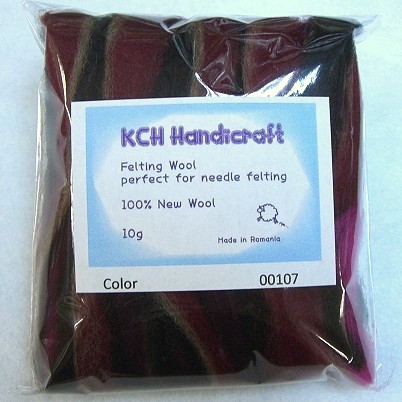 KCH Handicraft
Felting Wool
perfect for needle felting
100% New Wool
10g
Made in Romania
Color 00107